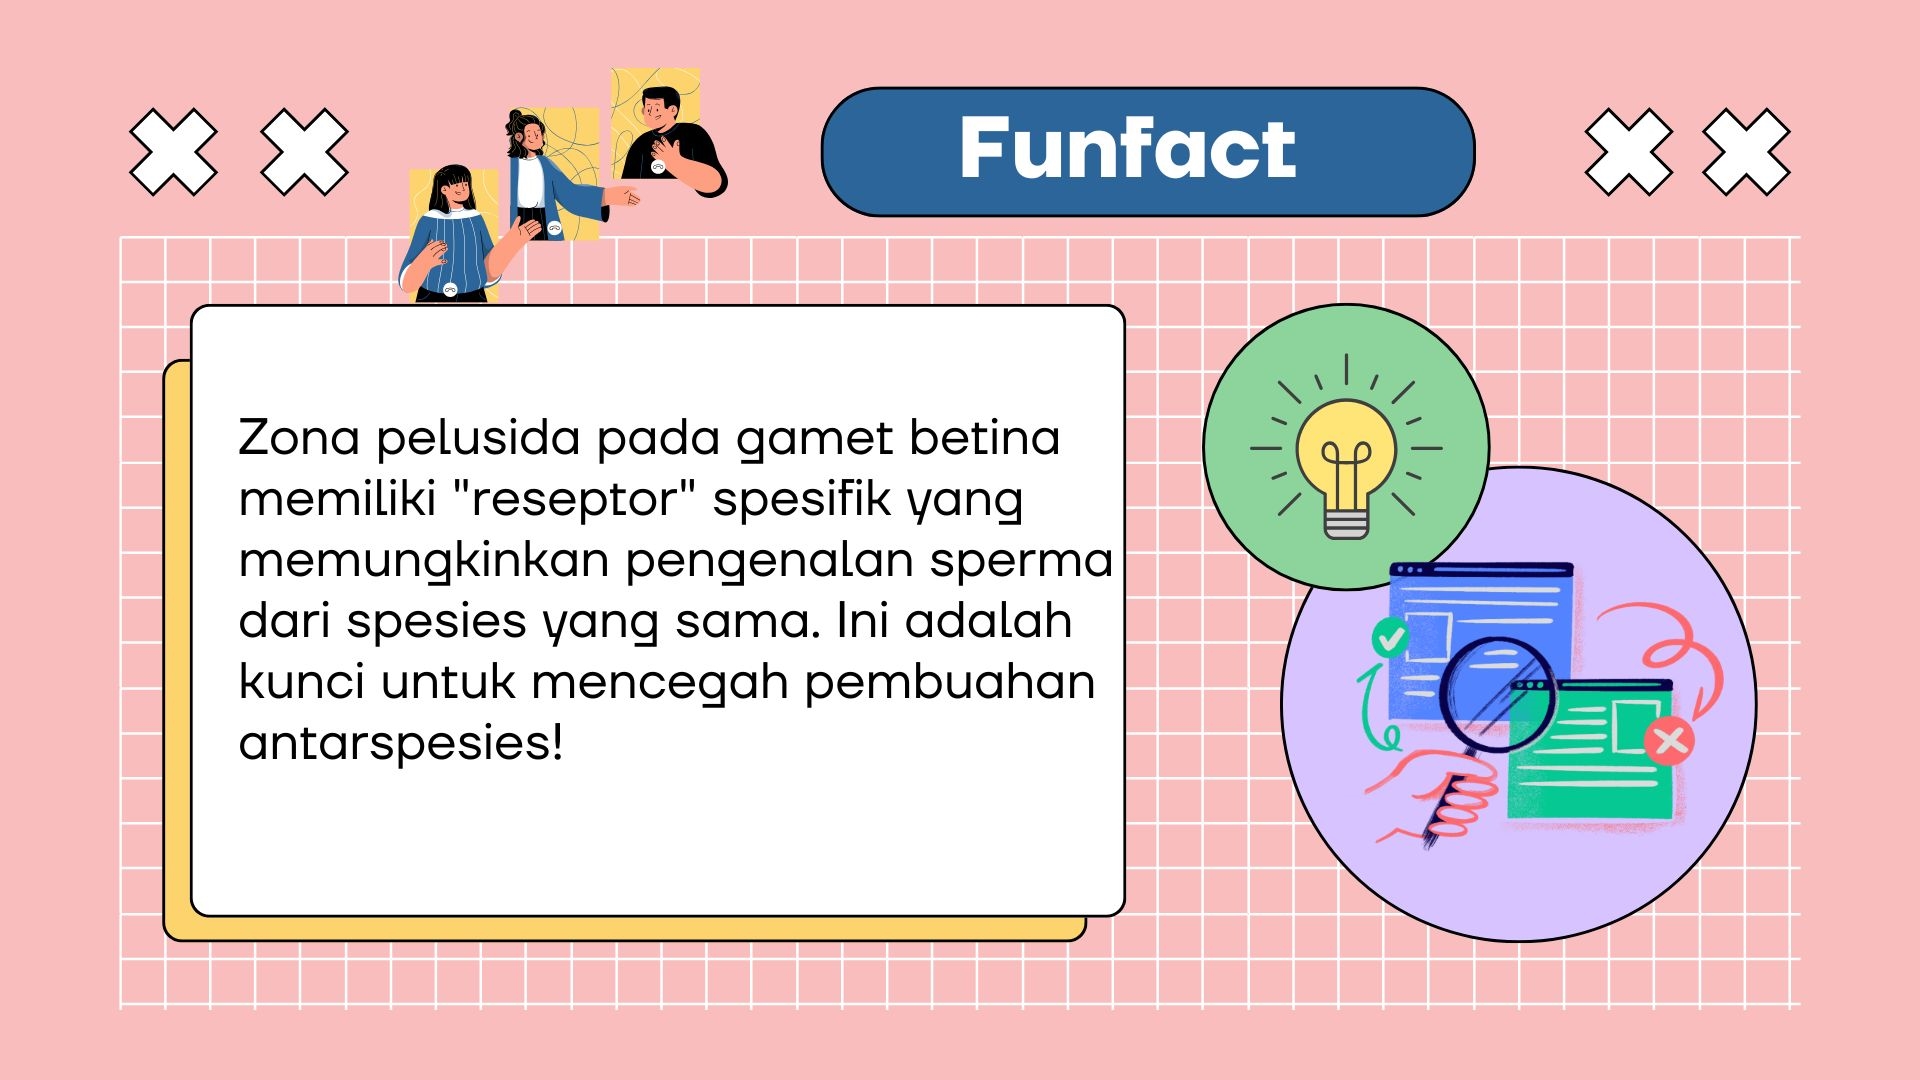 Funfact
Zona pelusida pada gamet betina
memiliki "reseptor" spesifik yang
memungkinkan pengenalan sperma
dari spesies yang sama. Ini adalah
kunci untuk mencegah pembuahan
antarspesies!